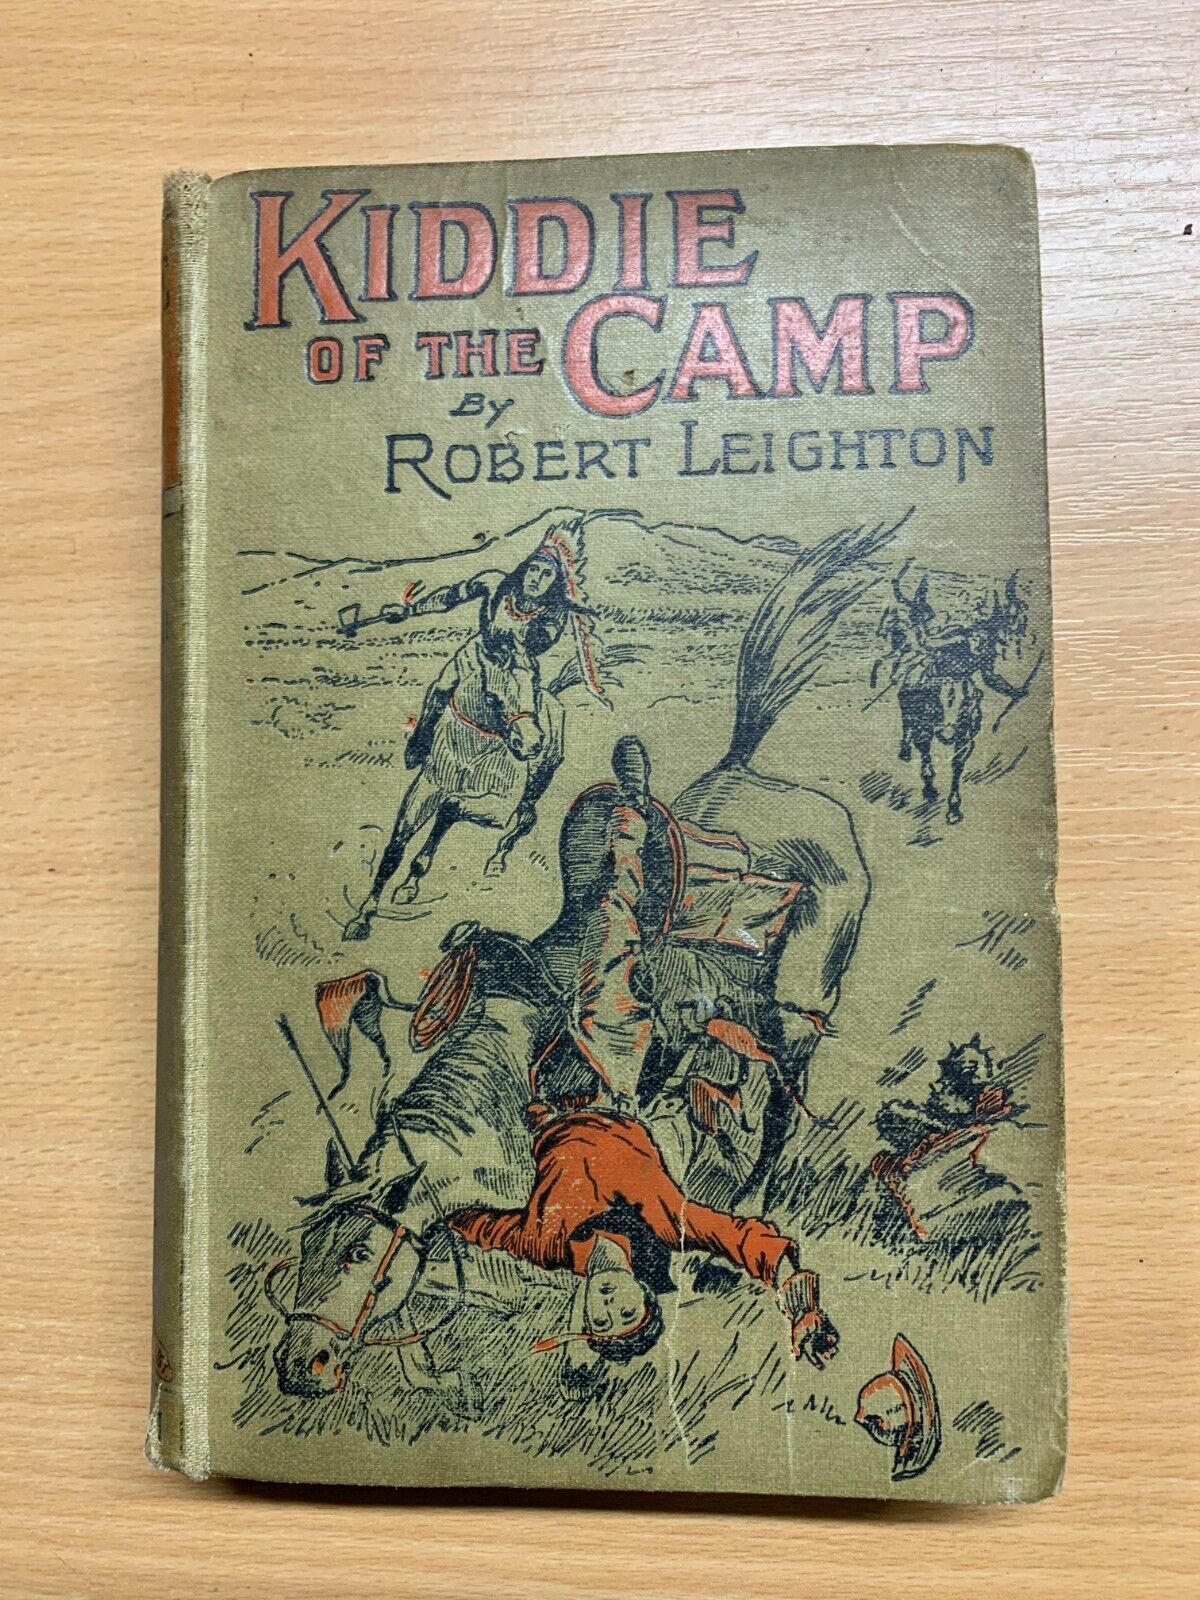 KIDDIE
OF THE CAMP
BY
ROBERT LEIGHTON